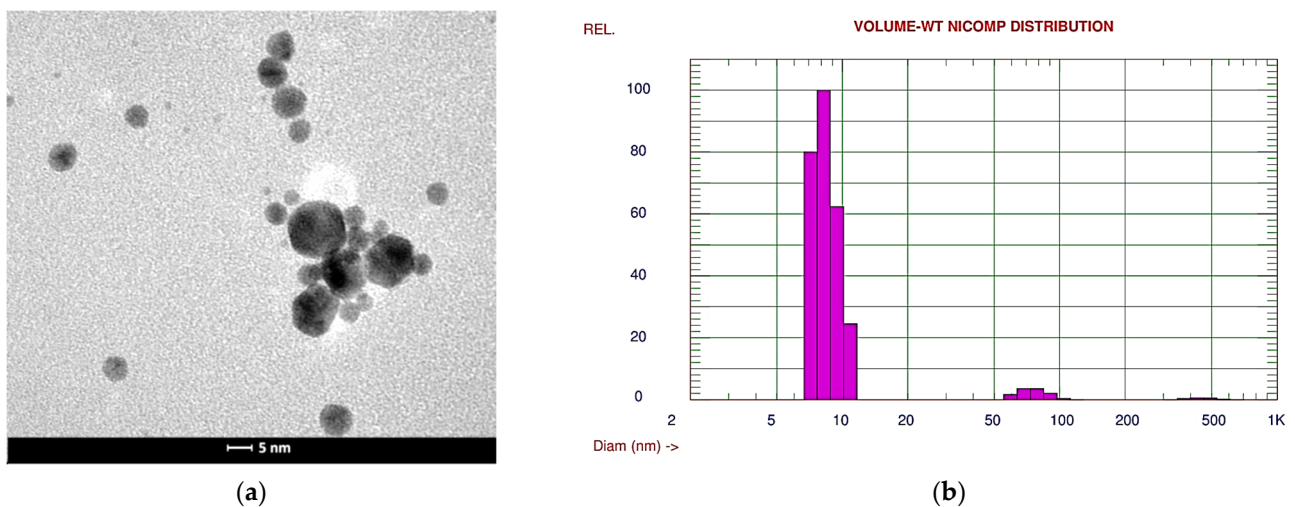 VOLUME-WT NICOMP DISTRIBUTION
REL.
100
80
60
40
20
0
2 5 10 20 50 100 200 500 1K
Diam (nm) ->
5 nm
(a) (b)